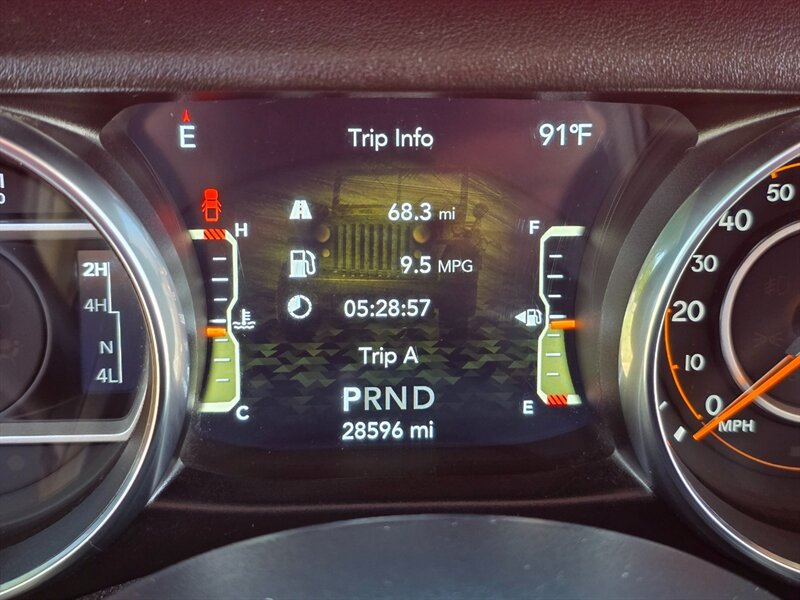 E
Trip Info
91°F
68.3 mi
9.5 MPG
05:28:57
Trip A
PRND
28596 mi
H
C
F
E
2H
4H
N
4L
50
40
30
20
10
0
MPH